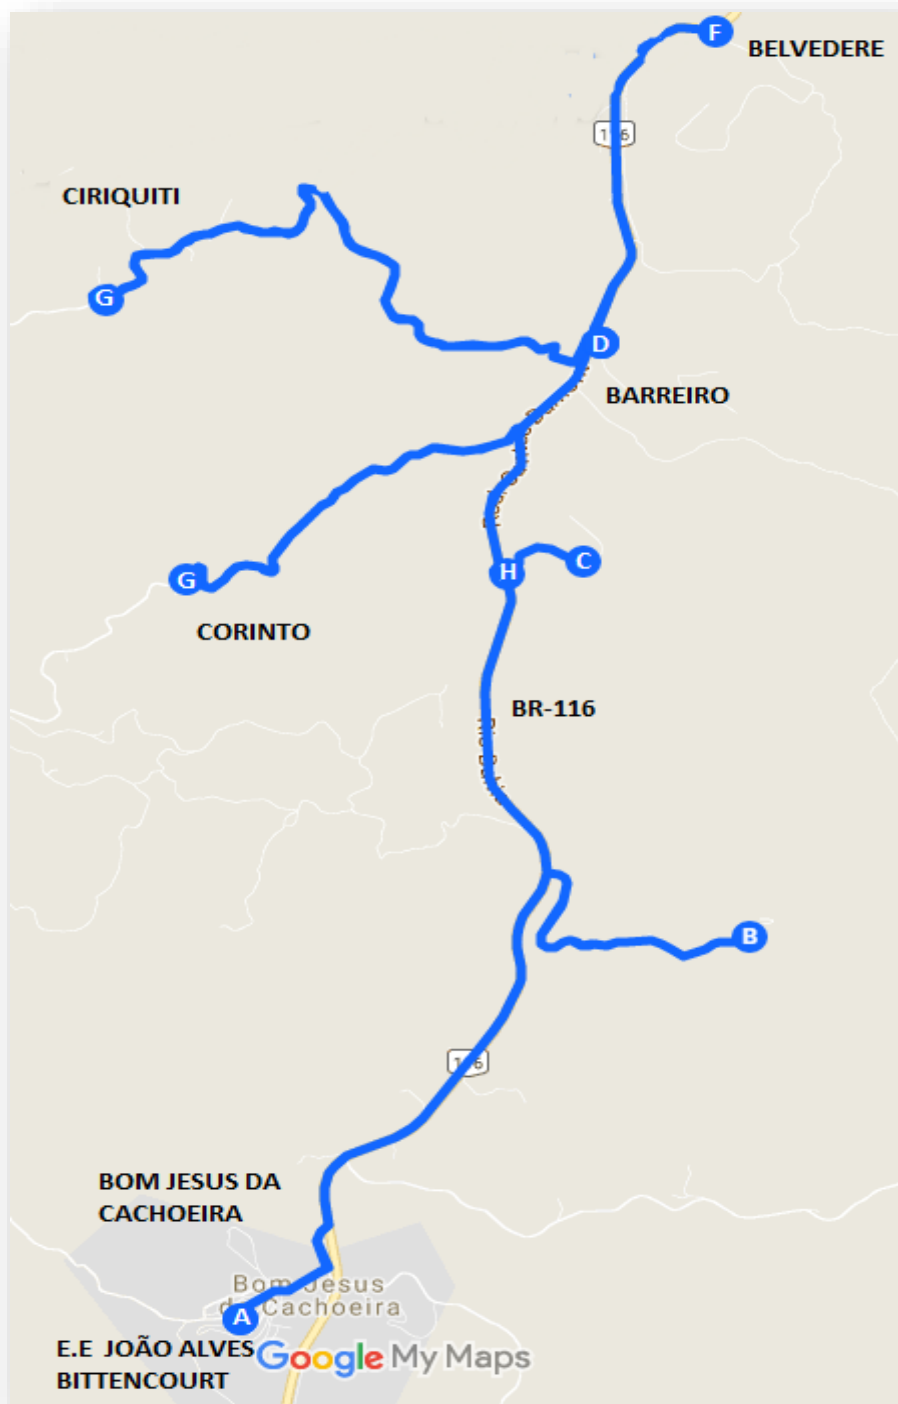 F
BELVEDERE
116
CIRIQUITI
G
D
BARREIRO
C
H
G
CORINTO
BR-116
B
116
BOM JESUS DA
CACHOEIRA
Bom Jesus
da Cachoeira
A
E.E JOÃO ALVES
BITTENCOURT
Google My Maps